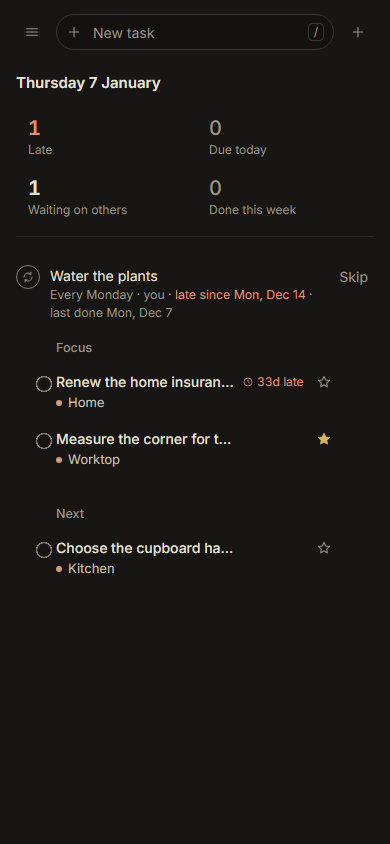 New task /
Thursday 7 January
1
Late
0
Due today
1
Waiting on others
0
Done this week
Water the plants
Skip
Every Monday · you · late since Mon, Dec 14 ·
last done Mon, Dec 7
Focus
Renew the home insuran... 33d late
Home
Measure the corner for t...
Worktop
Next
Choose the cupboard ha...
Kitchen